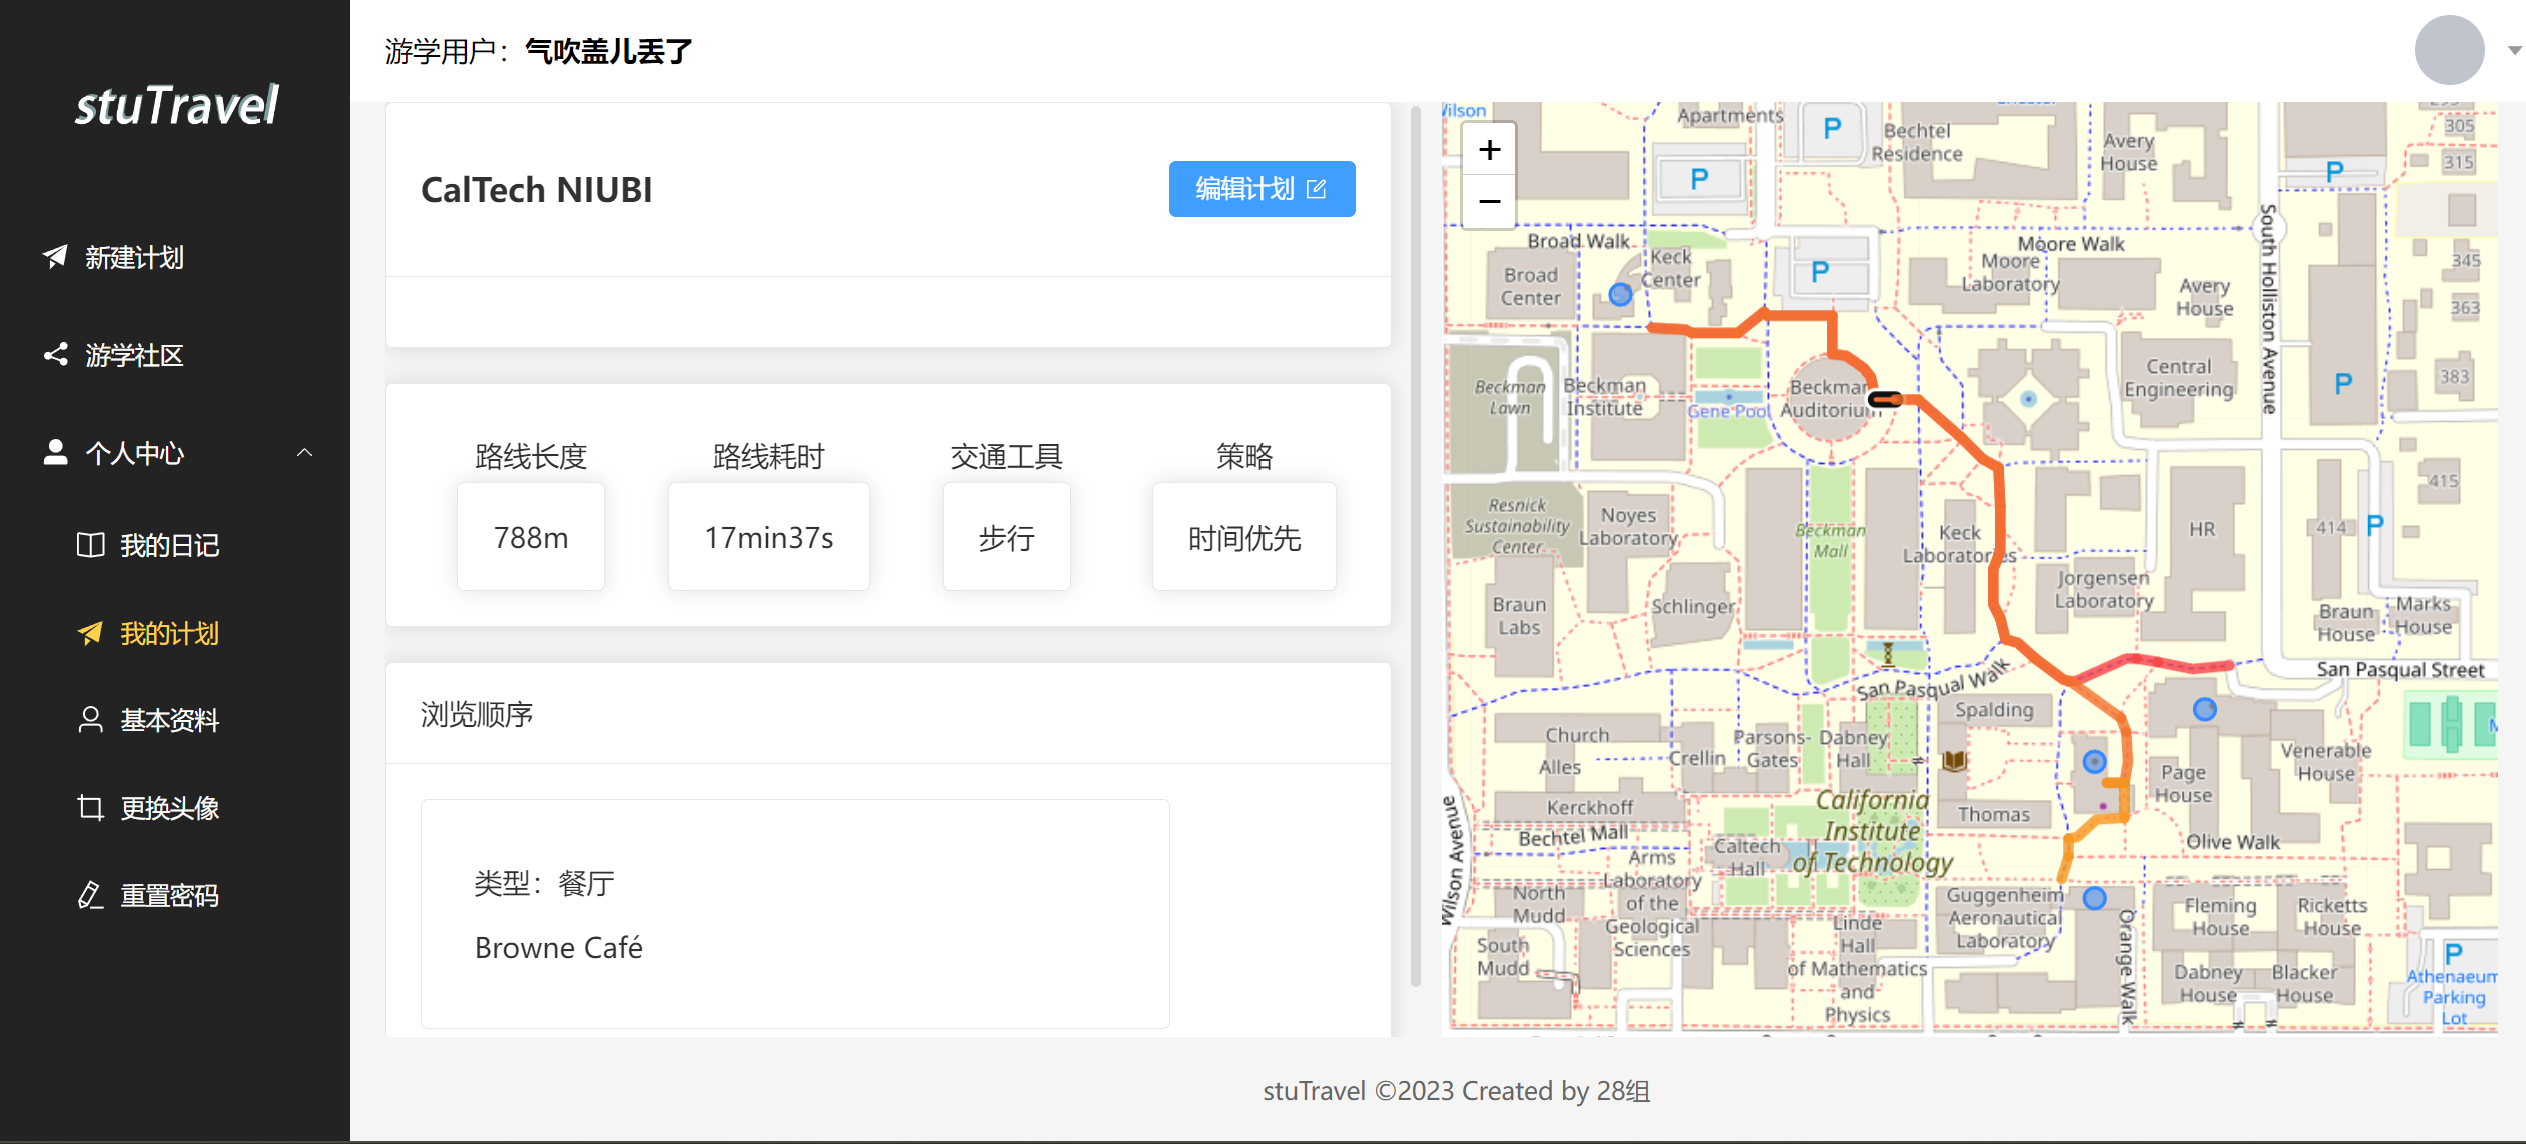 stuTravel
新建计划
游学社区
个人中心
我的日记
我的计划
基本资料
更换头像
重置密码
游学用户：气吹盖儿丢了
CalTech NIUBI
编辑计划
路线长度
路线耗时
交通工具
策略
788m
17min37s
步行
时间优先
浏览顺序
类型：餐厅
Browne Café
+
−
Apartments
P
Bechtel
Residence
Avery
House
305
315
P
P
Broad Walk
Keck
Center
Broad
Center
P
Moore Walk
Moore
Laboratory
Avery
House
South Holliston Avenue
345
363
Beckman
Lawn
Beckman
Institute
Gene Pool
Beckman
Auditorium
Central
Engineering
P
383
Resnick
Sustainability
Center
Noyes
Laboratory
Beckman
Mall
Keck
Laboratories
HR
415
414
P
Braun
Labs
Schlinger
Jorgensen
Laboratory
Braun
House
Marks
House
San Pasqual Walk
San Pasqual Street
Church
Alles
Crellin
Parsons-
Gates
Dabney
Hall
Spalding
Page
House
Venerable
House
Kerckhoff
California
Institute
of Technology
Thomas
Bechtel Mall
Olive Walk
Wilson Avenue
Arms
Laboratory
of the
Geological
Sciences
Caltech
Hall
North
Mudd
South
Mudd
Linde
Hall
of Mathematics
and
Physics
Guggenheim
Aeronautical
Laboratory
Orange Walk
Fleming
House
Ricketts
House
Dabney
House
Blacker
House
P
Athenaeum
Parking
Lot
stuTravel ©2023 Created by 28组